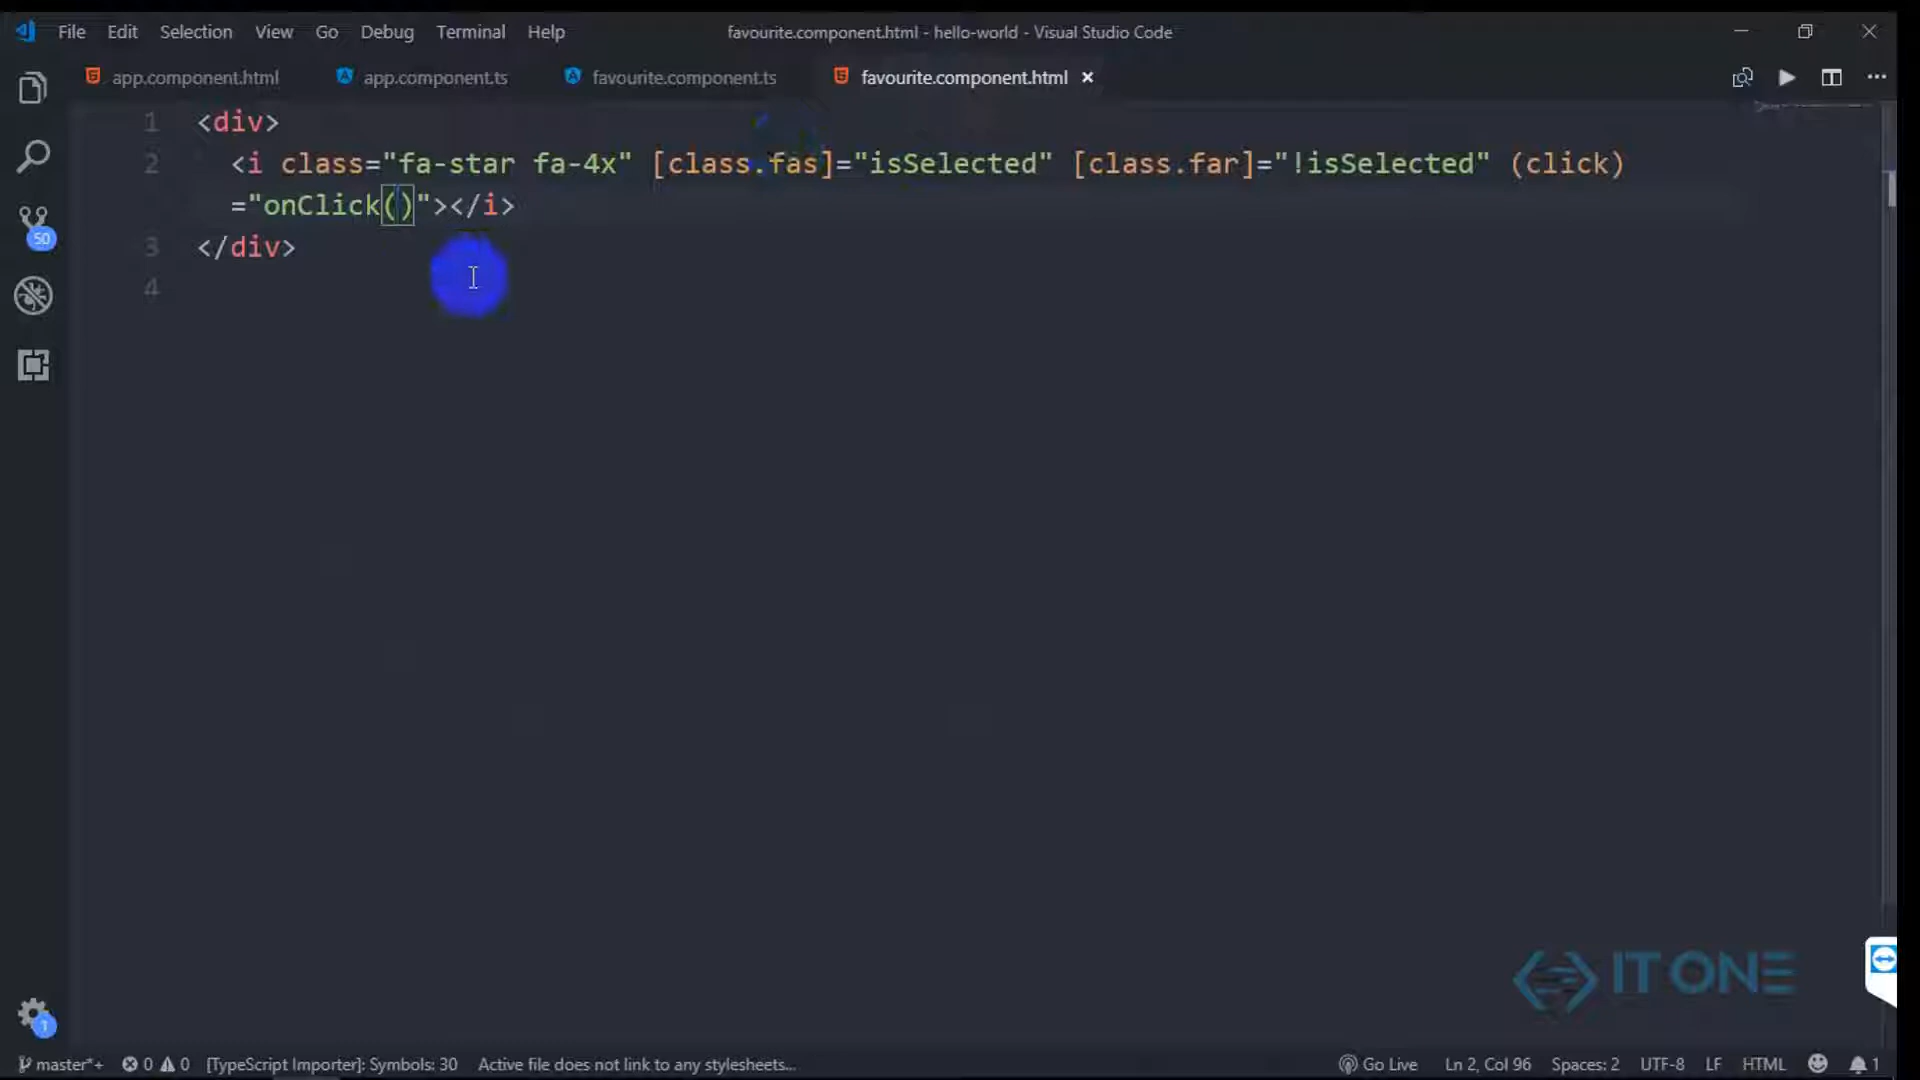 File Edit Selection View Go Debug Terminal Help favourite.component.html - hello-world - Visual Studio Code
app.component.html app.component.ts favourite.component.ts favourite.component.html
1 <div>
2 <i class="fa-star fa-4x" [class.fas]="isSelected" [class.far]="!isSelected" (click)
="onClick()"></i>
3 </div>
4
50
IT ONE
1
master*+ 0 0 [TypeScript Importer]: Symbols: 30 Active file does not link to any stylesheets... Go Live Ln 2, Col 96 Spaces: 2 UTF-8 LF HTML 1